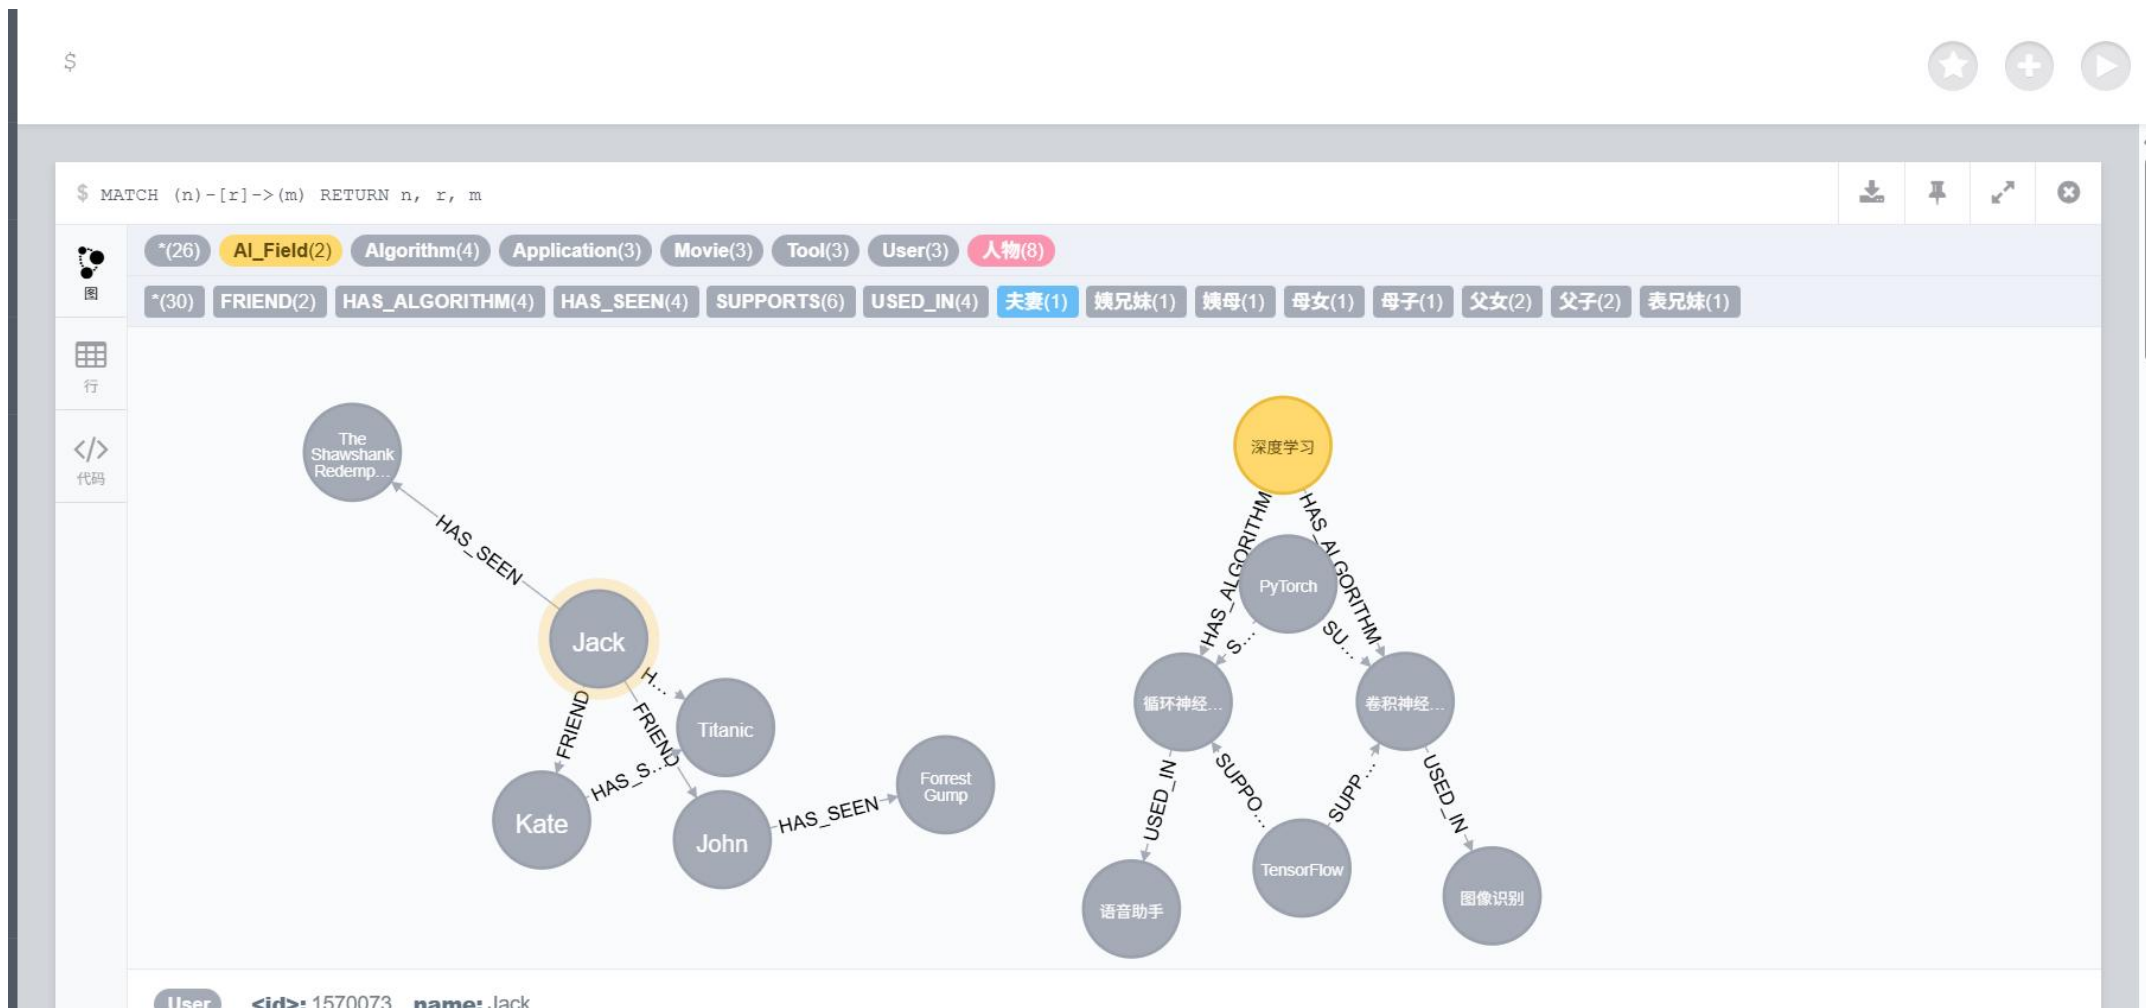 $
$ MATCH (n)-[r]->(m) RETURN n, r, m
*(26) AI_Field(2) Algorithm(4) Application(3) Movie(3) Tool(3) User(3) 人物(8)
*(30) FRIEND(2) HAS_ALGORITHM(4) HAS_SEEN(4) SUPPORTS(6) USED_IN(4) 夫妻(1) 姨兄妹(1) 姨母(1) 母女(1) 母子(1) 父女(2) 父子(2) 表兄妹(1)
图
行
代码
The
Shawshank
Redemp...
HAS_SEEN
Jack
H...
FRIEND
FRIEND
Titanic
HAS_S...
Kate
John
HAS_SEEN
Forrest
Gump
深度学习
HAS_ALGORITHM
HAS_ALGORITHM
PyTorch
S...
SU...
循环神经...
卷积神经...
USED_IN
SUPPO...
SUPP...
USED_IN
TensorFlow
语音助手
图像识别
User <id>: 1570073 name: Jack